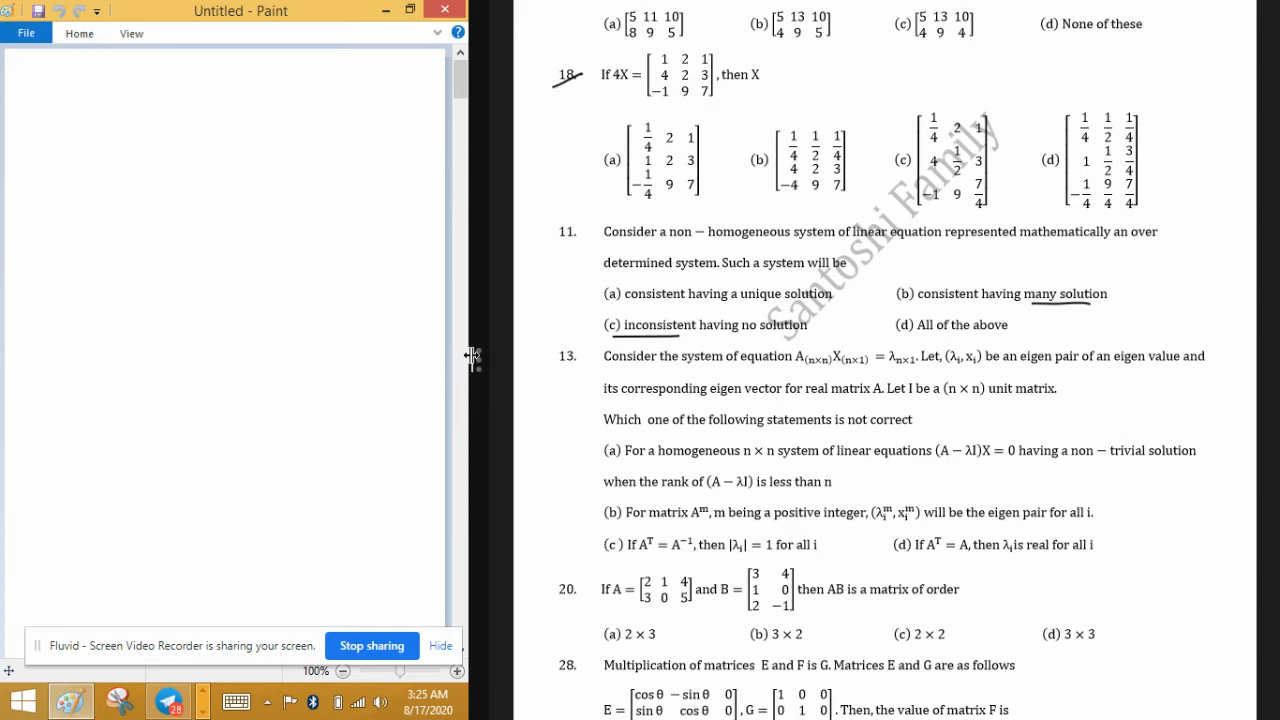 Untitled - Paint
File Home View
(a) [5 11 10 (b) [5 13 10 (c) [5 13 10 (d) None of these
8 9 5] 4 9 5] 4 9 4]
18. If 4X = [1 2 1
4 2 3
−1 9 7], then X
(a) [1/4 2 1 (b) [1/4 1/2 1/4 (c) [1/4 2 1 (d) [1/4 1/2 1/4
1 2 3 4 2 3 4 1/2 3 1 1/2 3/4
−1/4 9 7] −4 9 7] −1 9 7/4] −1/4 9/4 7/4]
11. Consider a non − homogeneous system of linear equation represented mathematically an over
determined system. Such a system will be
(a) consistent having a unique solution (b) consistent having many solution
(c) inconsistent having no solution (d) All of the above
13. Consider the system of equation A(n×n)X(n×1) = λn×1. Let, (λi, xi) be an eigen pair of an eigen value and
its corresponding eigen vector for real matrix A. Let I be a (n × n) unit matrix.
Which one of the following statements is not correct
(a) For a homogeneous n × n system of linear equations (A − λI)X = 0 having a non − trivial solution
when the rank of (A − λI) is less than n
(b) For matrix Aᵐ, m being a positive integer, (λᵢᵐ, xᵢᵐ) will be the eigen pair for all i.
(c ) If Aᵀ = A⁻¹, then |λᵢ| = 1 for all i (d) If Aᵀ = A, then λᵢis real for all i
20. If A = [2 1 4
3 0 5] and B = [3 4
1 0
2 −1] then AB is a matrix of order
(a) 2 × 3 (b) 3 × 2 (c) 2 × 2 (d) 3 × 3
28. Multiplication of matrices E and F is G. Matrices E and G are as follows
E = [cos θ − sin θ 0
sin θ cos θ 0], G = [1 0 0
0 1 0]. Then, the value of matrix F is
Santoshi Family
Fluvid - Screen Video Recorder is sharing your screen. Stop sharing Hide
100%
28
3:25 AM
8/17/2020